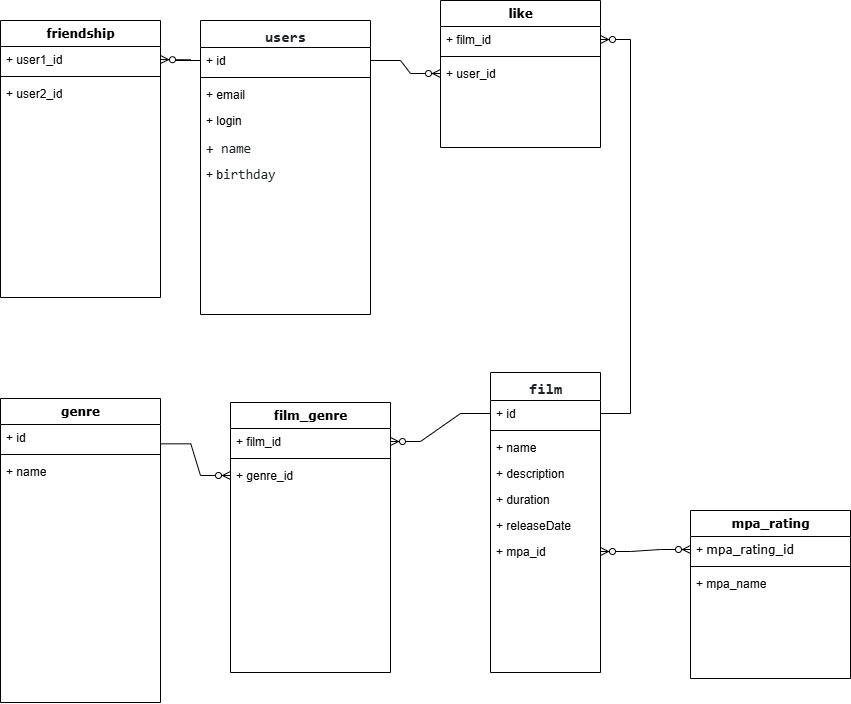 friendship
+ user1_id
+ user2_id
users
+ id
+ email
+ login
+ name
+ birthday
like
+ film_id
+ user_id
genre
+ id
+ name
film_genre
+ film_id
+ genre_id
film
+ id
+ name
+ description
+ duration
+ releaseDate
+ mpa_id
mpa_rating
+ mpa_rating_id
+ mpa_name